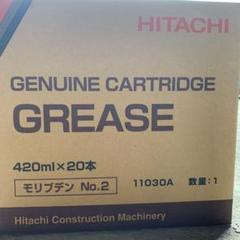 HITACHI
GENUINE CARTRIDGE
GREASE
420ml×20本
モリブデン No.2 11030A 数量:1
Hitachi Construction Machinery